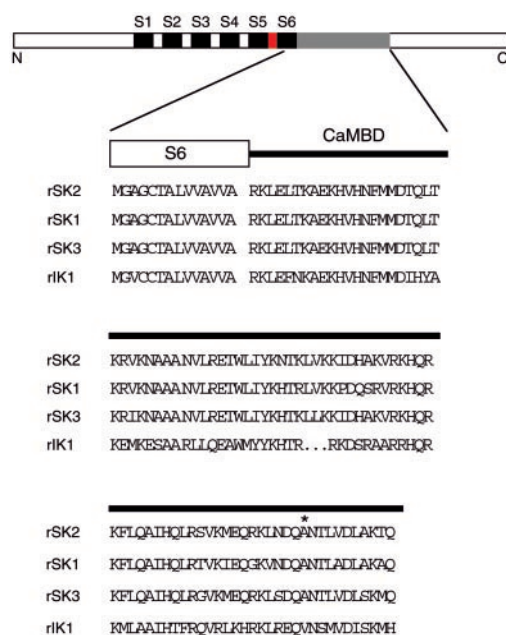 S1 S2 S3 S4 S5 S6
N C
CaMBD
S6
rSK2 MGAGCTALVVAVVA RKLELTKAEKHVHNFMMDTQLT
rSK1 MGAGCTALVVAVVA RKLELTKAEKHVHNFMMDTQLT
rSK3 MGAGCTALVVAVVA RKLELTKAEKHVHNFMMDTQLT
rIK1 MGVCCTALVVAVVA RKLEFNKAEKHVHNFMMDIHYA
rSK2 KRVKNAAANVLRETWLIYKNTKLVKKIDHAKVRKHQR
rSK1 KRVKNAAANVLRETWLIYKHTRLVKKPDQSRVRKHQR
rSK3 KRIKNAAANVLRETWLIYKHTKLLKKIDHAKVRKHQR
rIK1 KEMKESAARLLQEAWMYYKHTR...RKDSRAARRHQR
*
rSK2 KFLQAIHQLRSVKMEQRKLNDQANTLVDLAKTQ
rSK1 KFLQAIHQLRTVKIEQGKVNDQANTLADLAKAQ
rSK3 KFLQAIHQLRGVKMEQRKLSDQANTLVDLSKMQ
rIK1 KMLAAIHTFRQVRLKHRKLREQVNSMVDISKMH